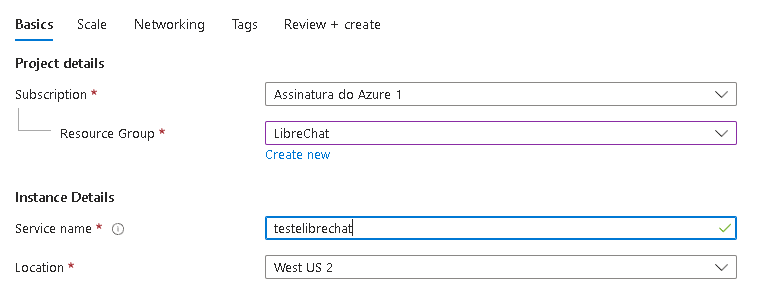 Basics Scale Networking Tags Review + create
Project details
Subscription * Assinatura do Azure 1
Resource Group * LibreChat
Create new
Instance Details
Service name * testelibrechat
Location * West US 2